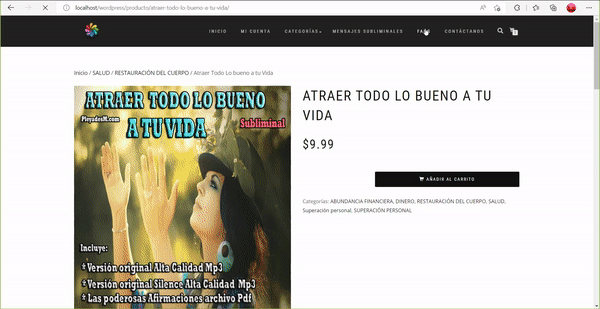 localhost/wordpress/products/atraer-todo-lo-bueno-a-tu-vida/
INICIO MI CUENTA CATEGORÍAS MENSAJES SUBLIMINALES FAQS CONTÁCTANOS
Inicio / SALUD / RESTAURACIÓN DEL CUERPO / Atraer Todo Lo bueno a tu Vida
ATRAER TODO LO BUENO
A TU VIDA
PleyadesM.com
Subliminal
Incluye:
* Versión original Alta Calidad Mp3
* Versión original Silence Alta Calidad Mp3
* Las poderosas Afirmaciones archivo Pdf
ATRAER TODO LO BUENO A TU
VIDA
$9.99
AÑADIR AL CARRITO
Categorías: ABUNDANCIA FINANCIERA, DINERO, RESTAURACIÓN DEL CUERPO, SALUD,
Superación personal, SUPERACIÓN PERSONAL